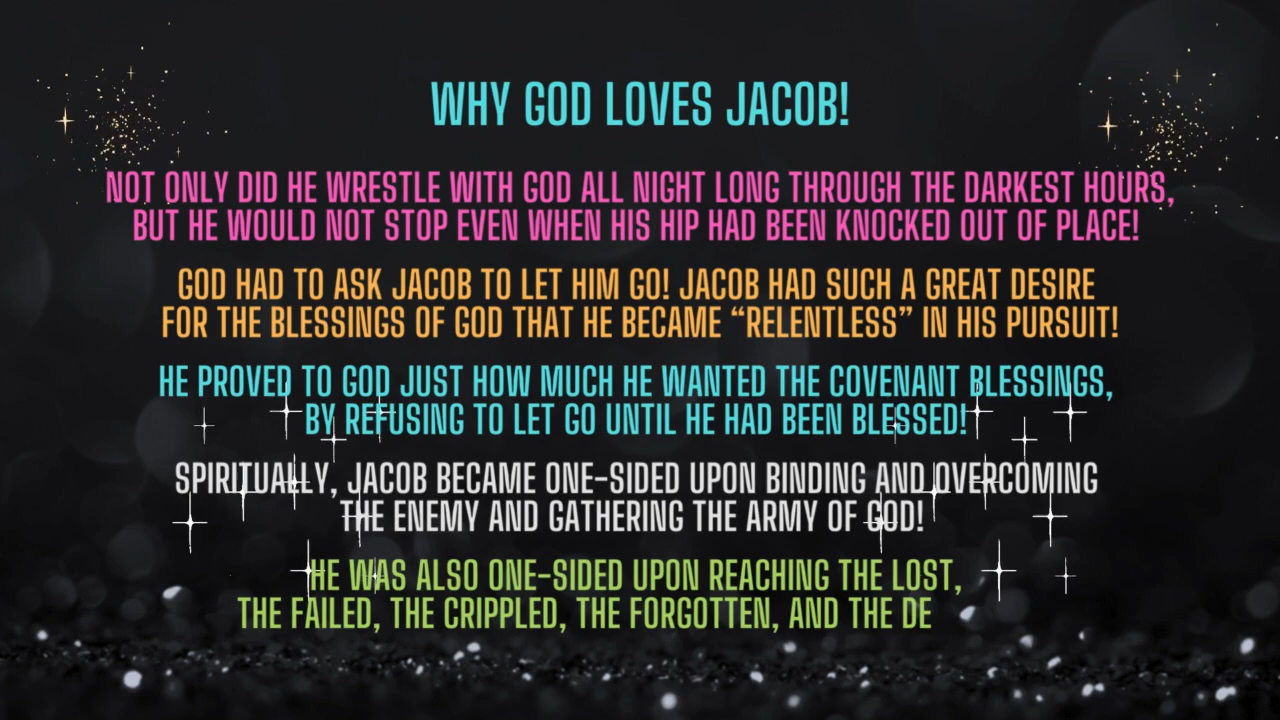 WHY GOD LOVES JACOB!
NOT ONLY DID HE WRESTLE WITH GOD ALL NIGHT LONG THROUGH THE DARKEST HOURS,
BUT HE WOULD NOT STOP EVEN WHEN HIS HIP HAD BEEN KNOCKED OUT OF PLACE!
GOD HAD TO ASK JACOB TO LET HIM GO! JACOB HAD SUCH A GREAT DESIRE
FOR THE BLESSINGS OF GOD THAT HE BECAME “RELENTLESS” IN HIS PURSUIT!
HE PROVED TO GOD JUST HOW MUCH HE WANTED THE COVENANT BLESSINGS,
BY REFUSING TO LET GO UNTIL HE HAD BEEN BLESSED!
SPIRITUALLY, JACOB BECAME ONE-SIDED UPON BINDING AND OVERCOMING
THE ENEMY AND GATHERING THE ARMY OF GOD!
HE WAS ALSO ONE-SIDED UPON REACHING THE LOST,
THE FAILED, THE CRIPPLED, THE FORGOTTEN, AND THE DE